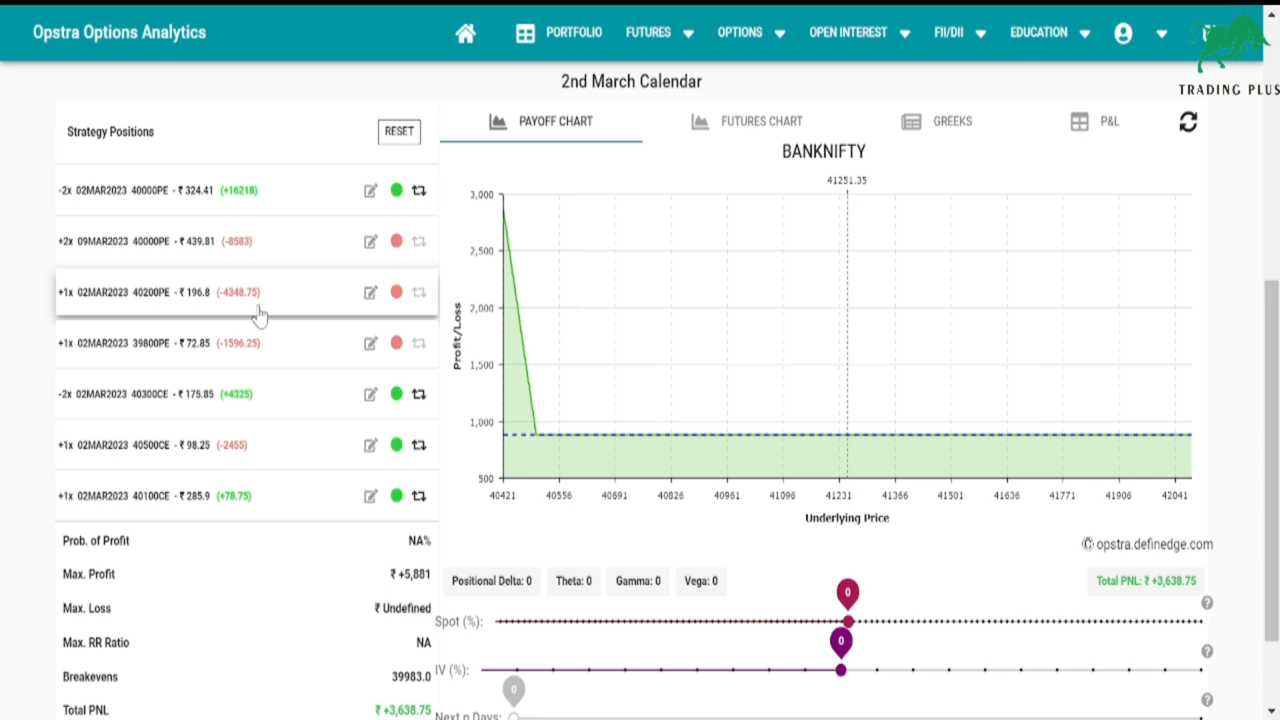 Opstra Options Analytics
PORTFOLIO
FUTURES
OPTIONS
OPEN INTEREST
FII/DII
EDUCATION
TRADING PLUS
2nd March Calendar
Strategy Positions
RESET
PAYOFF CHART
FUTURES CHART
GREEKS
P&L
-2x 02MAR2023 40000PE - ₹ 324.41 (+16218)
+2x 09MAR2023 40000PE - ₹ 439.81 (-8583)
+1x 02MAR2023 40200PE - ₹ 196.8 (-4348.75)
+1x 02MAR2023 39800PE - ₹ 72.85 (-1596.25)
-2x 02MAR2023 40300CE - ₹ 175.85 (+4325)
+1x 02MAR2023 40500CE - ₹ 98.25 (-2455)
+1x 02MAR2023 40100CE - ₹ 285.9 (+78.75)
Prob. of Profit NA%
Max. Profit ₹ +5,881
Max. Loss ₹ Undefined
Max. RR Ratio NA
Breakevens 39983.0
Total PNL ₹ +3,638.75
BANKNIFTY
41251.35
3,000
2,500
2,000
1,500
1,000
500
Profit/Loss
40421 40556 40691 40826 40961 41096 41231 41366 41501 41636 41771 41906 42041
Underlying Price
© opstra.definedge.com
Positional Delta: 0
Theta: 0
Gamma: 0
Vega: 0
Total PNL: ₹ +3,638.75
0
Spot (%):
?
0
IV (%):
?
0
Next n Days:
?